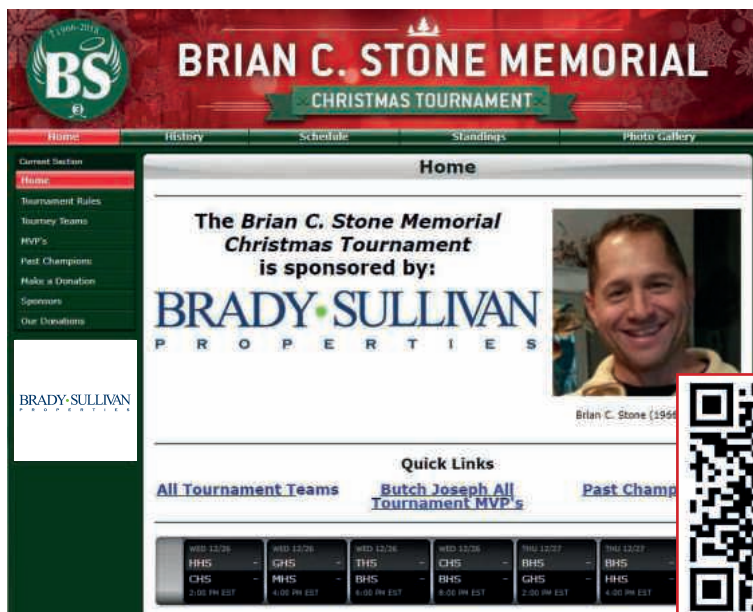 1966-2018
BS
3
BRIAN C. STONE MEMORIAL
CHRISTMAS TOURNAMENT
Home
History
Schedule
Standings
Photo Gallery
Current Section
Home
Tournament Rules
Tourney Teams
MVP's
Past Champions
Make a Donation
Sponsors
Our Donations
BRADY·SULLIVAN
PROPERTIES
Home
The Brian C. Stone Memorial
Christmas Tournament
is sponsored by:
BRADY·SULLIVAN
PROPERTIES
Brian C. Stone (1966
Quick Links
All Tournament Teams
Butch Joseph All
Tournament MVP's
Past Champ
WED 12/26
HHS -
CHS -
2:00 PM EST
WED 12/26
GHS -
MHS -
4:00 PM EST
WED 12/26
THS -
BHS -
6:00 PM EST
WED 12/26
CHS -
BHS -
8:00 PM EST
THU 12/27
BHS -
GHS -
2:00 PM EST
THU 12/27
BHS
HHS
4:00 PM EST